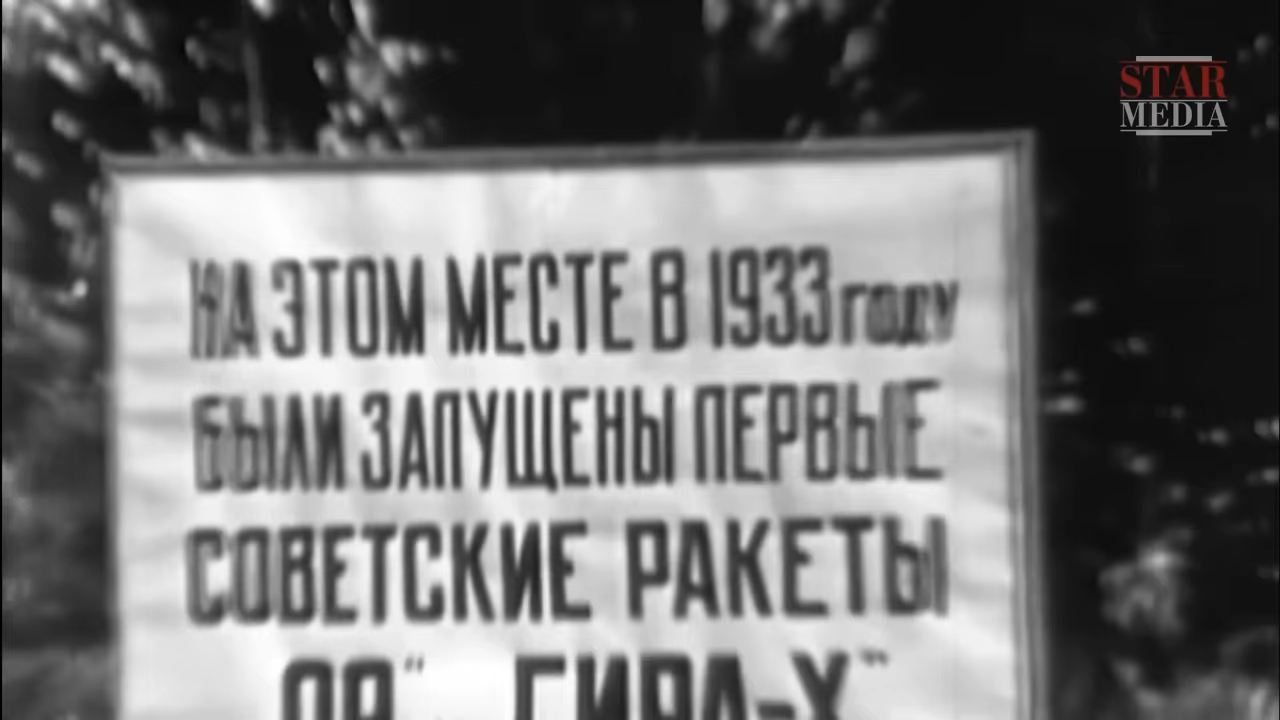 STAR
MEDIA
НА ЭТОМ МЕСТЕ В 1933 году
БЫЛИ ЗАПУЩЕНЫ ПЕРВЫЕ
СОВЕТСКИЕ РАКЕТЫ